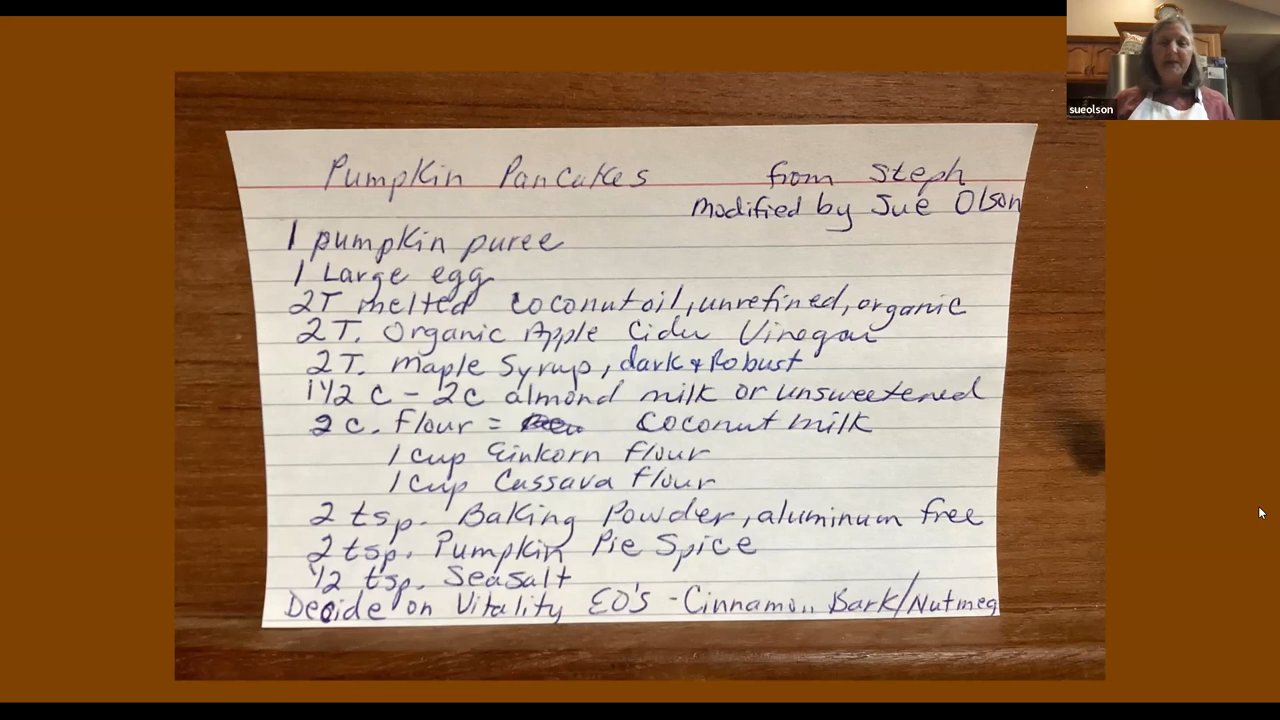 Pumpkin Pancakes from Steph
modified by Sue Olson
1 pumpkin puree
1 Large egg
2T melted coconut oil, unrefined, organic
2T. Organic Apple Cider Vinegar
2T. Maple Syrup, dark & Robust
1 1/2 c - 2c almond milk or unsweetened
2 c. flour = coconut milk
1 cup Einkorn flour
1 cup Cassava flour
2 tsp. Baking Powder, aluminum free
2 tsp. Pumpkin Pie Spice
1/2 tsp. Seasalt
Decide on Vitality EO's - Cinnamon Bark/Nutmeg
sueolson